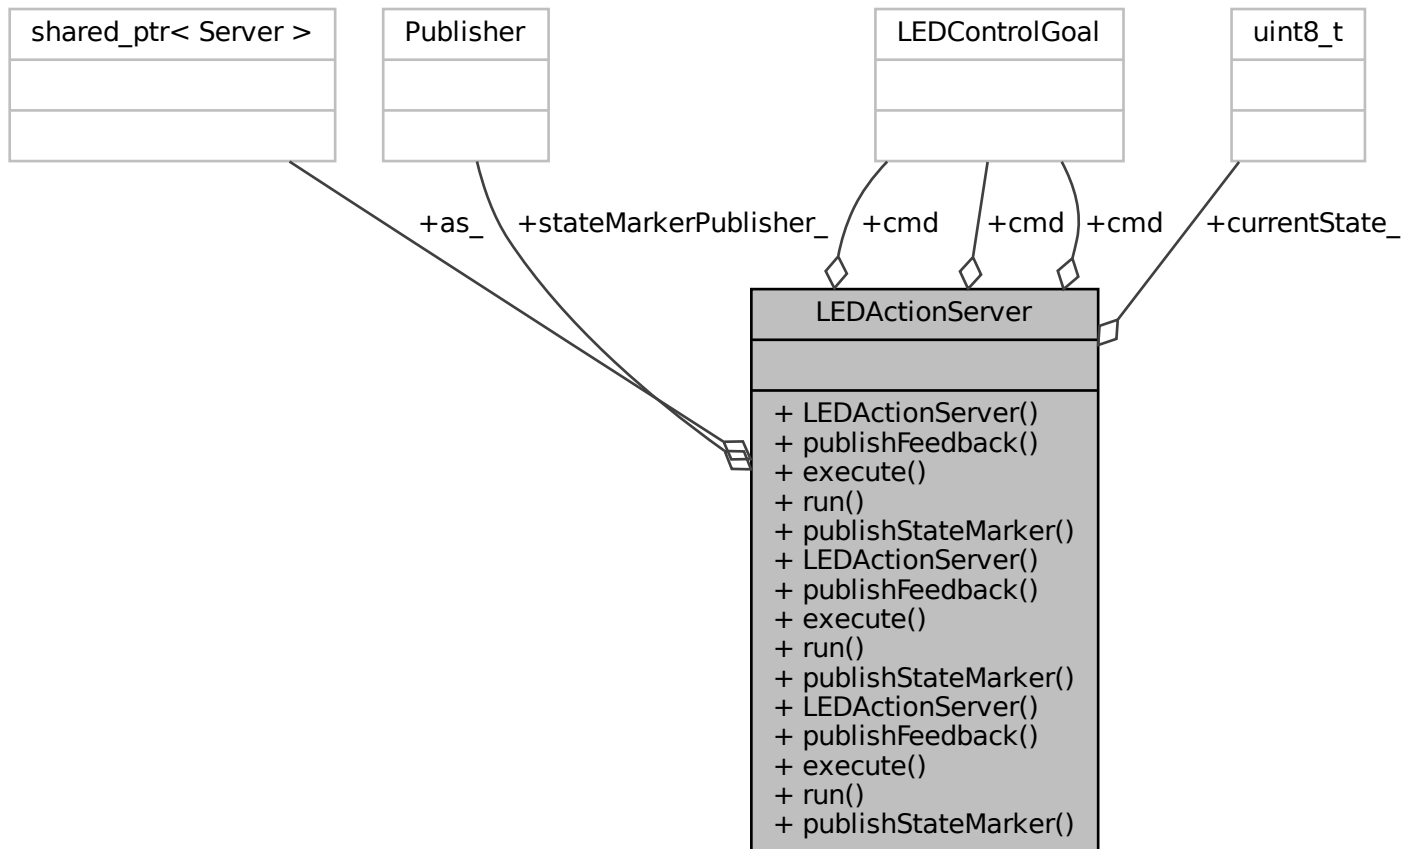 shared_ptr< Server >
Publisher
LEDControlGoal
uint8_t
+as_
+stateMarkerPublisher_
+cmd
+cmd
+cmd
+currentState_
LEDActionServer
+ LEDActionServer()
+ publishFeedback()
+ execute()
+ run()
+ publishStateMarker()
+ LEDActionServer()
+ publishFeedback()
+ execute()
+ run()
+ publishStateMarker()
+ LEDActionServer()
+ publishFeedback()
+ execute()
+ run()
+ publishStateMarker()